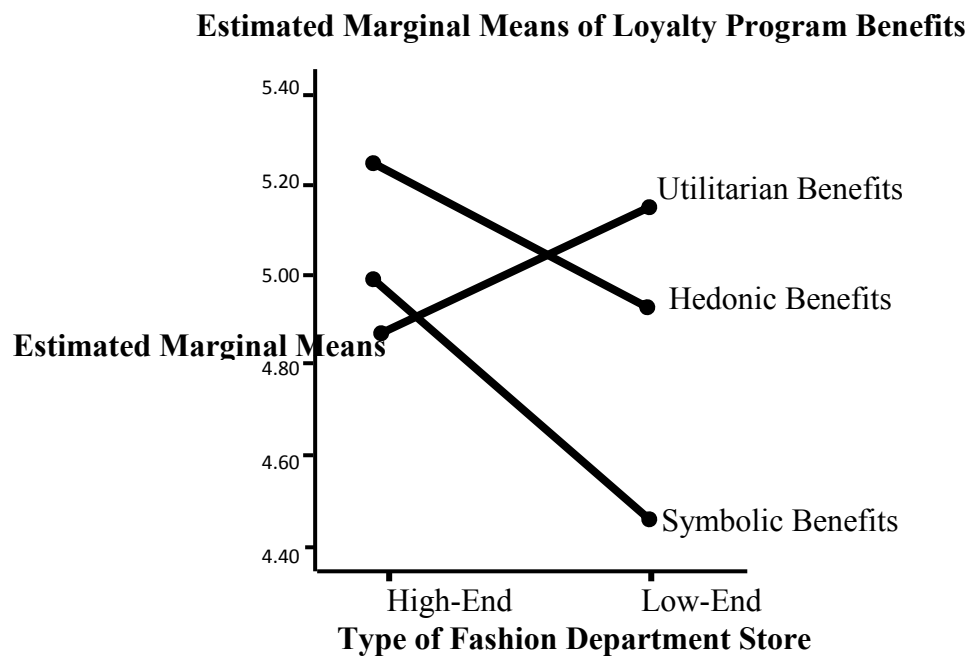 Estimated Marginal Means of Loyalty Program Benefits
5.40
5.20
Utilitarian Benefits
5.00
Hedonic Benefits
Estimated Marginal Means
4.80
4.60
Symbolic Benefits
4.40
High-End Low-End
Type of Fashion Department Store